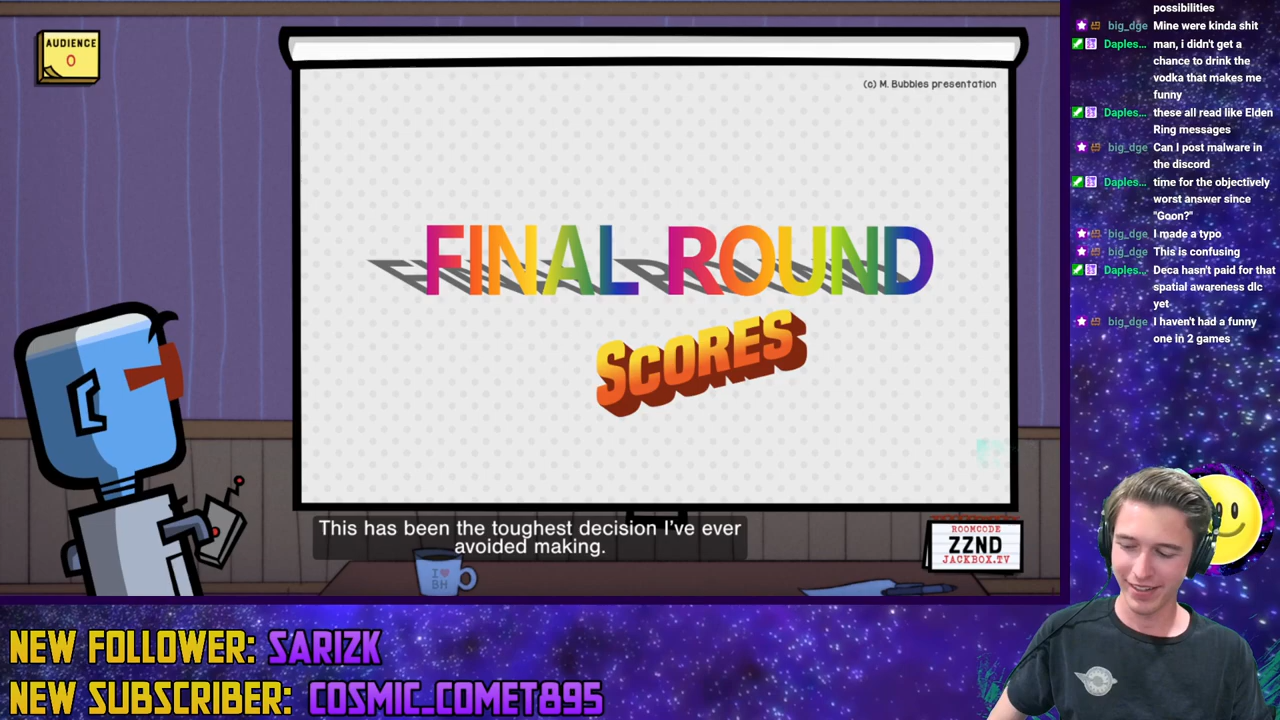 AUDIENCE
0
(c) M. Bubbles presentation
FINAL ROUND
SCORES
This has been the toughest decision I've ever
avoided making.
I ❤ BH
ROOMCODE
ZZND
JACKBOX.TV
NEW FOLLOWER: SARIZK
NEW SUBSCRIBER: COSMIC_COMET895
possibilities
big_dge Mine were kinda shit
Daples... man, i didn't get a
chance to drink the
vodka that makes me
funny
Daples... these all read like Elden
Ring messages
big_dge Can I post malware in
the discord
Daples... time for the objectively
worst answer since
"Goon?"
big_dge I made a typo
big_dge This is confusing
Daples... Deca hasn't paid for that
spatial awareness dlc
yet
big_dge I haven't had a funny
one in 2 games